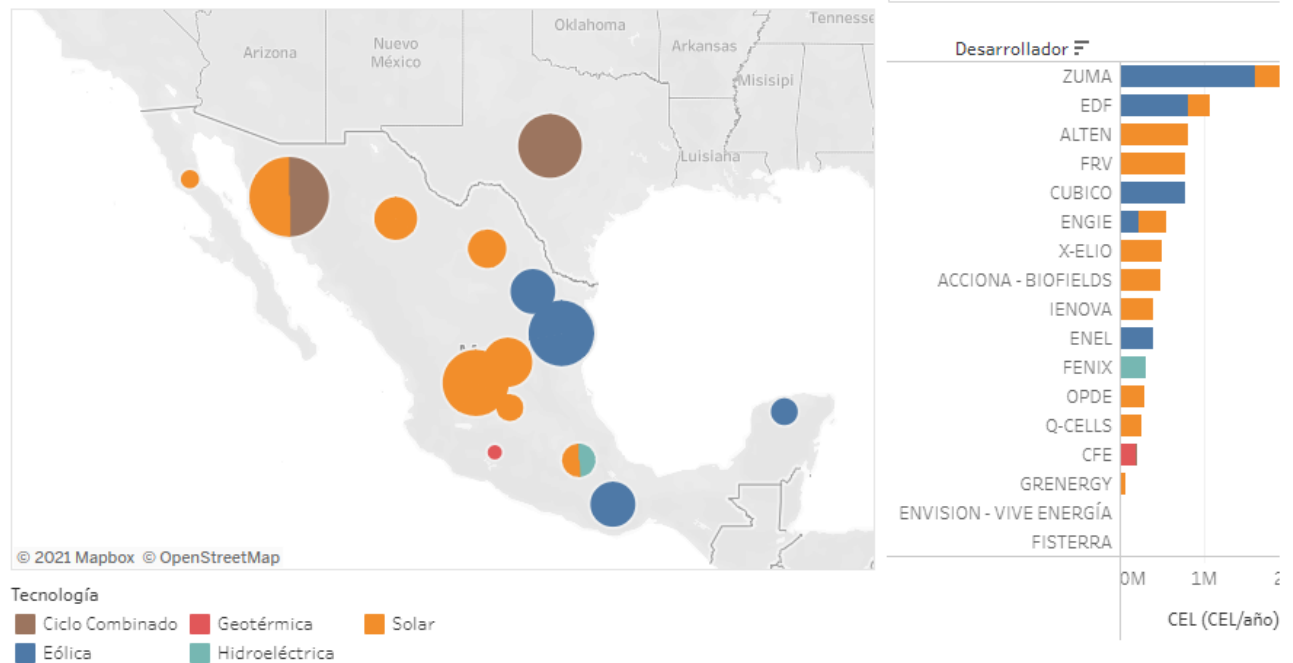 Oklahoma
Tennesse
Arizona
Nuevo
México
Arkansas
Misisipi
Luisiana
© 2021 Mapbox © OpenStreetMap
Tecnología
Ciclo Combinado
Geotérmica
Solar
Eólica
Hidroeléctrica
Desarrollador
ZUMA
EDF
ALTEN
FRV
CUBICO
ENGIE
X-ELIO
ACCIONA - BIOFIELDS
IENOVA
ENEL
FENIX
OPDE
Q-CELLS
CFE
GRENERGY
ENVISION - VIVE ENERGÍA
FISTERRA
0M 1M 2
CEL (CEL/año)